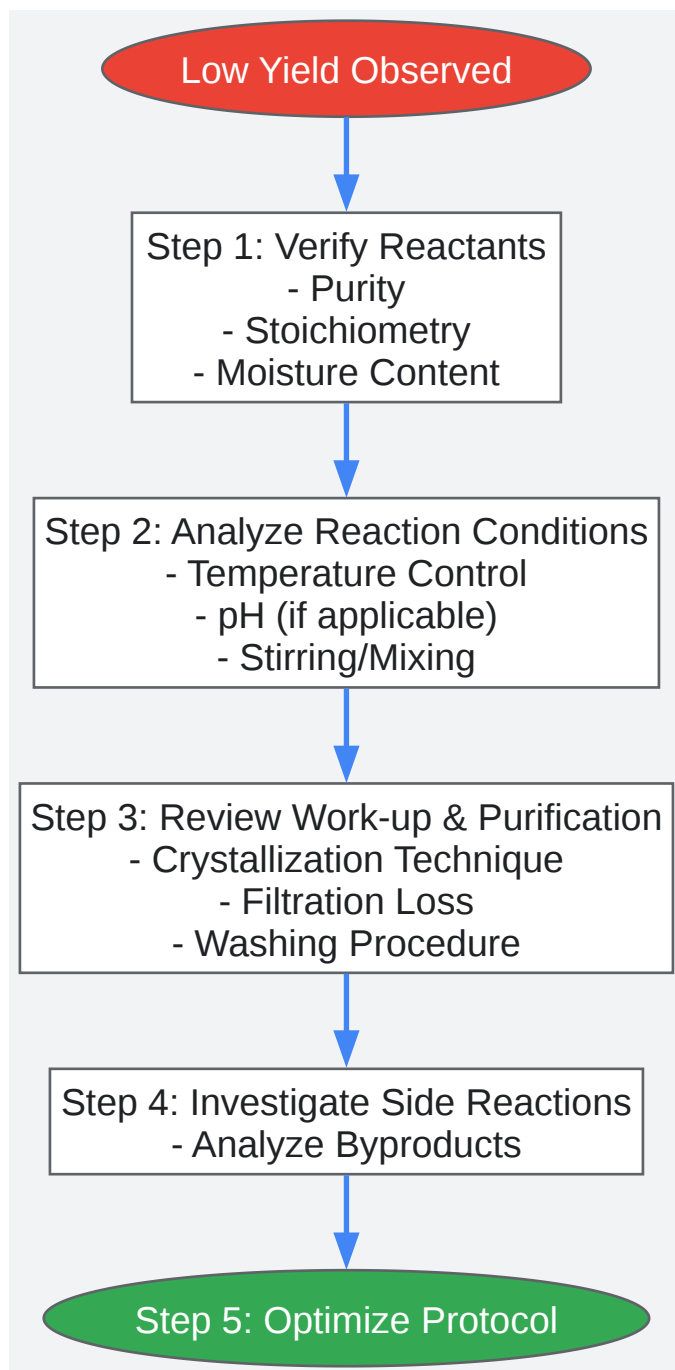 Low Yield Observed
Step 1: Verify Reactants
- Purity
- Stoichiometry
- Moisture Content
Step 2: Analyze Reaction Conditions
- Temperature Control
- pH (if applicable)
- Stirring/Mixing
Step 3: Review Work-up & Purification
- Crystallization Technique
- Filtration Loss
- Washing Procedure
Step 4: Investigate Side Reactions
- Analyze Byproducts
Step 5: Optimize Protocol